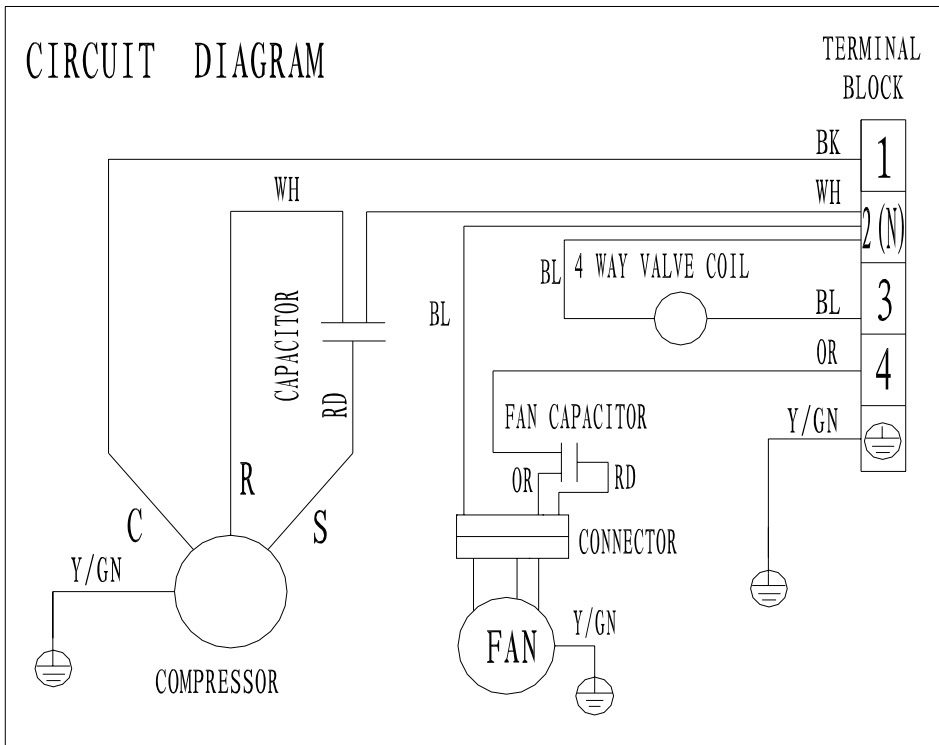 CIRCUIT DIAGRAM
TERMINAL
BLOCK
BK
1
WH
WH
2(N)
BL
4 WAY VALVE COIL
BL
BL
3
CAPACITOR
OR
4
RD
FAN CAPACITOR
Y/GN
R
OR
RD
C
S
CONNECTOR
Y/GN
Y/GN
FAN
COMPRESSOR